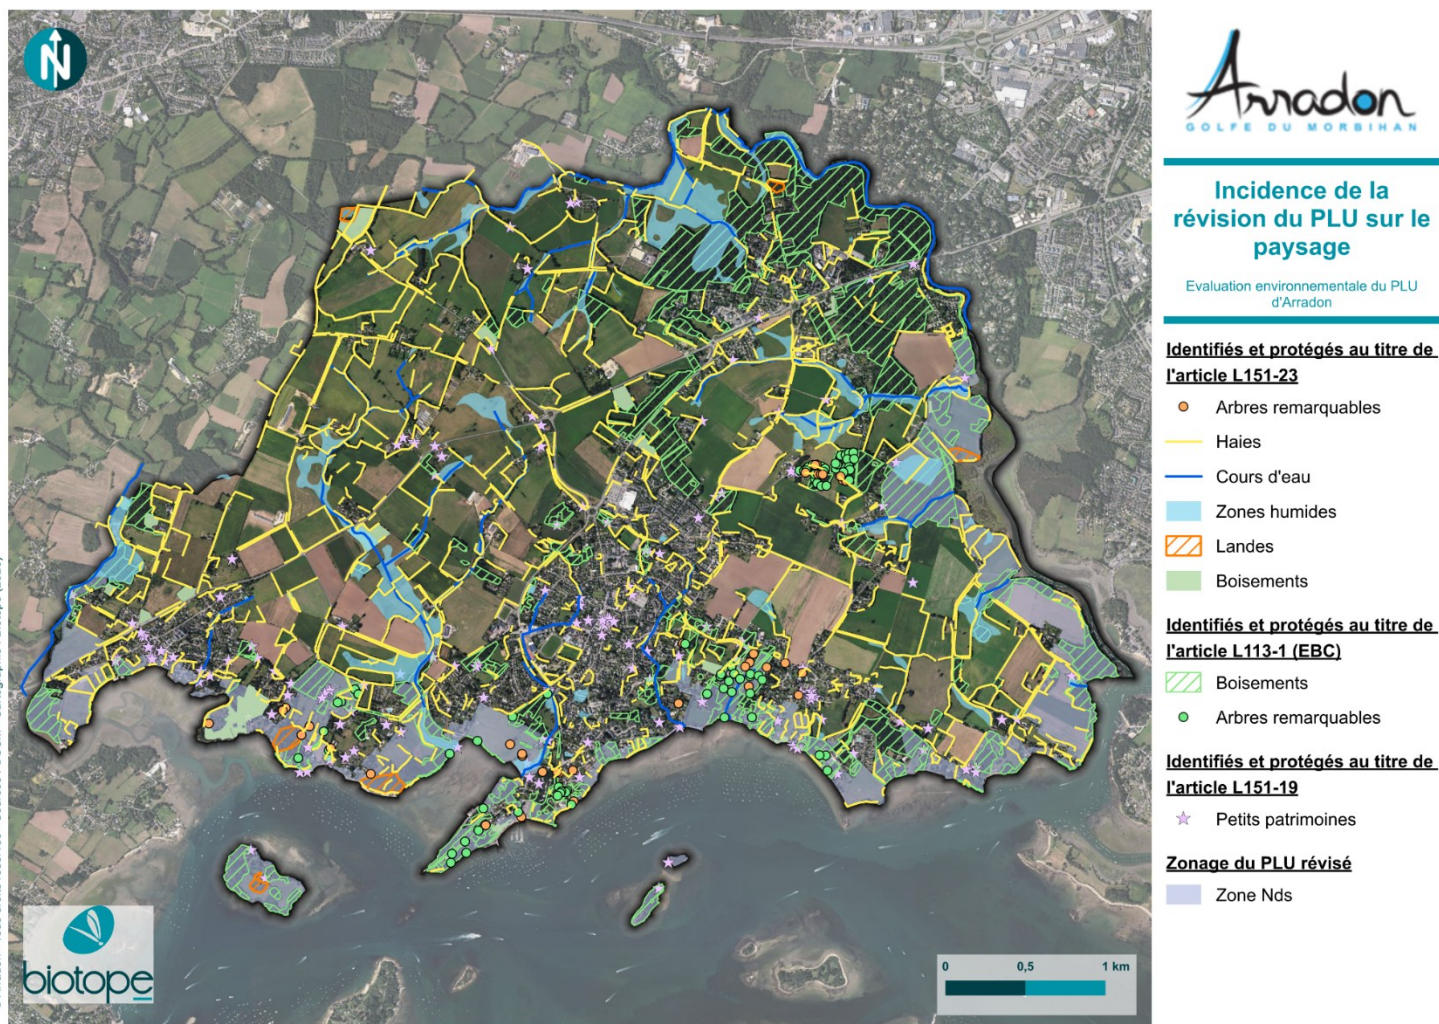 N
Arradon
GOLFE DU MORBIHAN
Incidence de la
révision du PLU sur le
paysage
Evaluation environnementale du PLU
d'Arradon
Identifiés et protégés au titre de
l'article L151-23
Arbres remarquables
Haies
Cours d'eau
Zones humides
Landes
Boisements
Identifiés et protégés au titre de
l'article L113-1 (EBC)
Boisements
Arbres remarquables
Identifiés et protégés au titre de
l'article L151-19
Petits patrimoines
Zonage du PLU révisé
Zone Nds
biotope
0 0,5 1 km